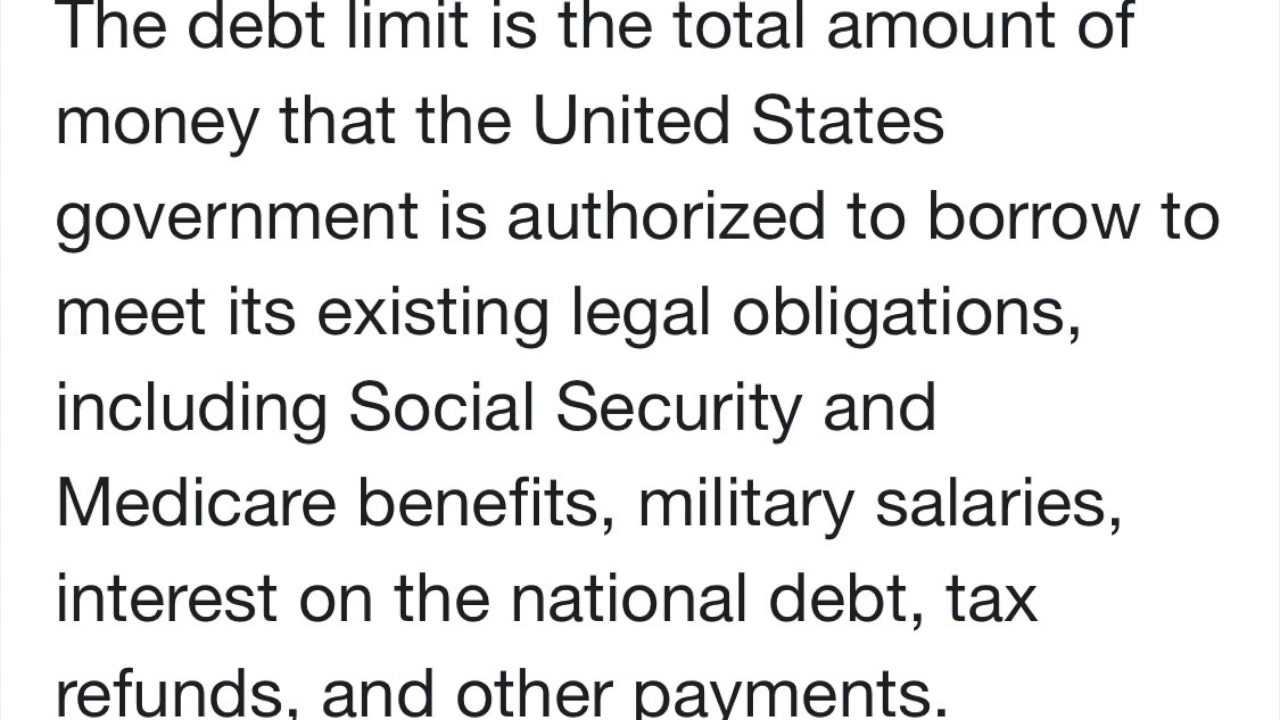 The debt limit is the total amount of
money that the United States
government is authorized to borrow to
meet its existing legal obligations,
including Social Security and
Medicare benefits, military salaries,
interest on the national debt, tax
refunds, and other payments.